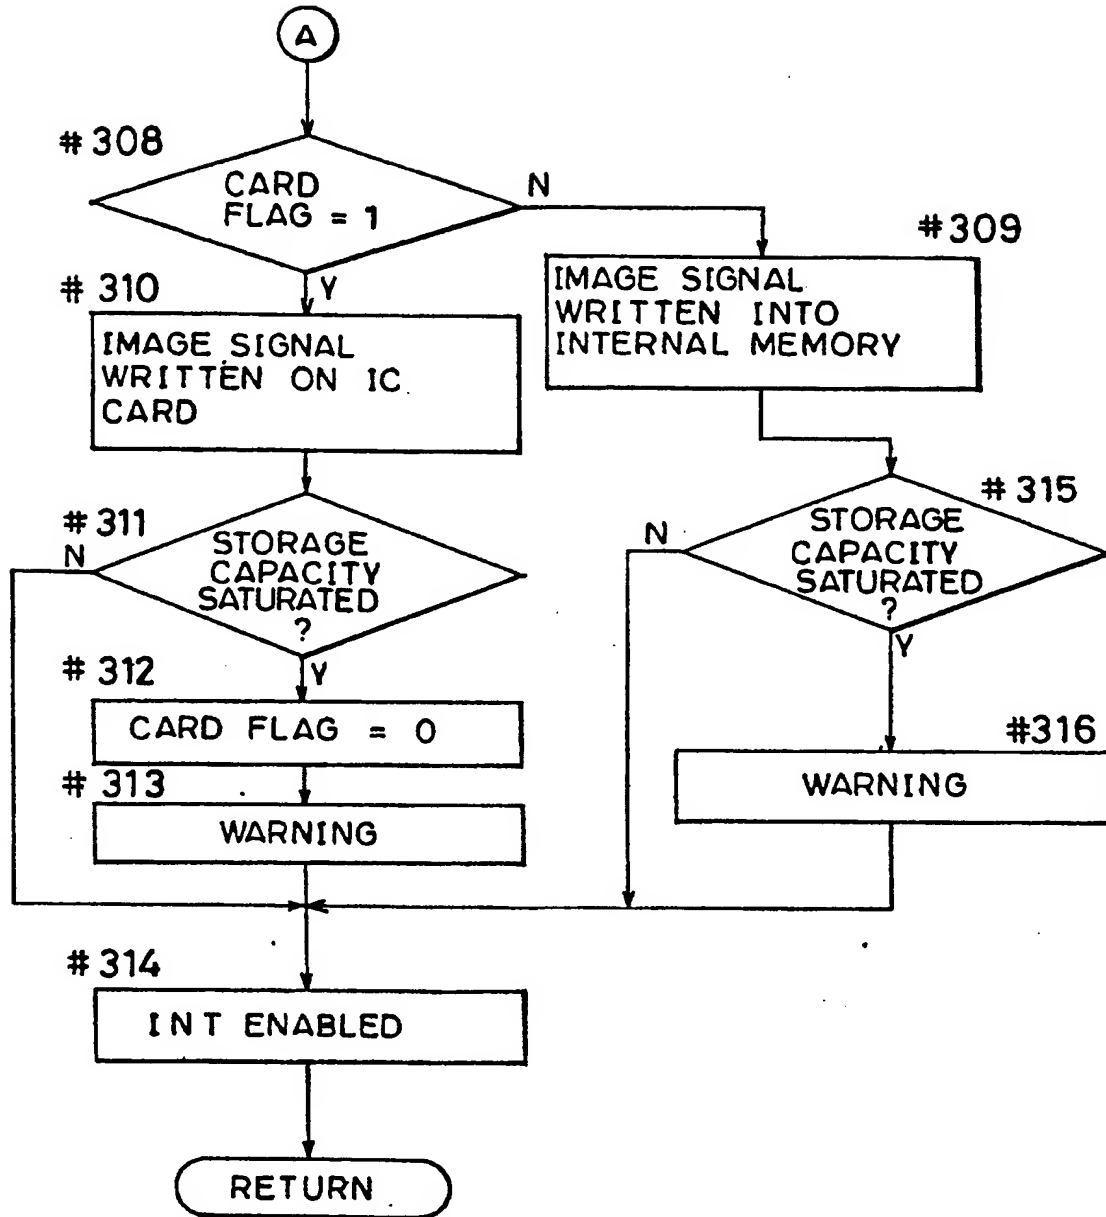 A
#308
CARD
FLAG = 1
N
Y
#309
IMAGE SIGNAL
WRITTEN INTO
INTERNAL MEMORY
#310
IMAGE SIGNAL
WRITTEN ON IC
CARD
#311
N
STORAGE
CAPACITY
SATURATED
?
Y
#315
N
STORAGE
CAPACITY
SATURATED
?
Y
#312
CARD FLAG = 0
#313
WARNING
#316
WARNING
#314
INT ENABLED
RETURN